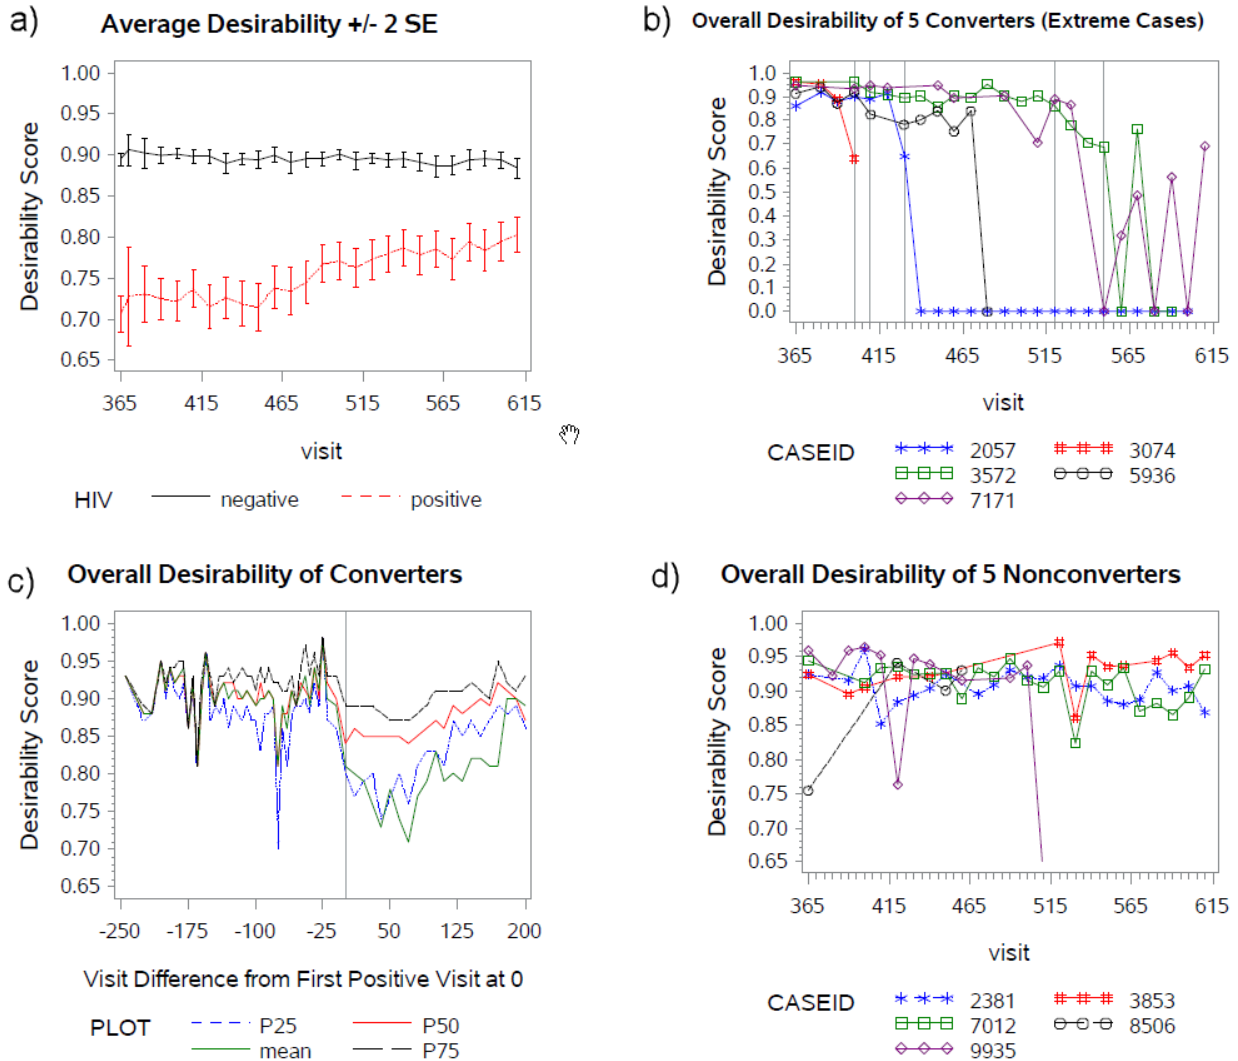 a) Average Desirability +/- 2 SE
Desirability Score
1.00
0.95
0.90
0.85
0.80
0.75
0.70
0.65
365 415 465 515 565 615
visit
HIV negative positive
b) Overall Desirability of 5 Converters (Extreme Cases)
Desirability Score
1.0
0.9
0.8
0.7
0.6
0.5
0.4
0.3
0.2
0.1
0.0
365 415 465 515 565 615
visit
CASEID 2057 3074
3572 5936
7171
c) Overall Desirability of Converters
Desirability Score
1.00
0.95
0.90
0.85
0.80
0.75
0.70
0.65
-250 -175 -100 -25 50 125 200
Visit Difference from First Positive Visit at 0
PLOT P25 P50
mean P75
d) Overall Desirability of 5 Nonconverters
Desirability Score
1.00
0.95
0.90
0.85
0.80
0.75
0.70
0.65
365 415 465 515 565 615
visit
CASEID 2381 3853
7012 8506
9935